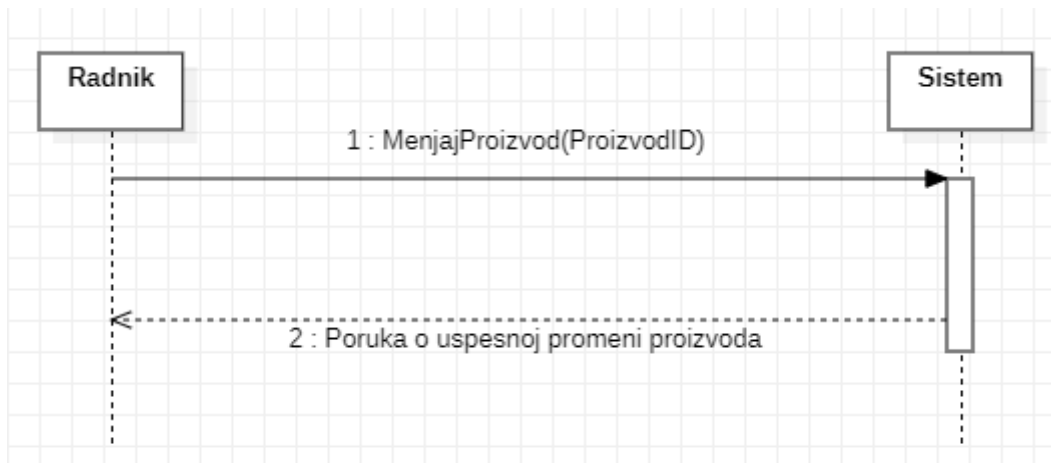 Radnik
Sistem
1 : MenjajProizvod(ProizvodID)
2 : Poruka o uspesnoj promeni proizvoda